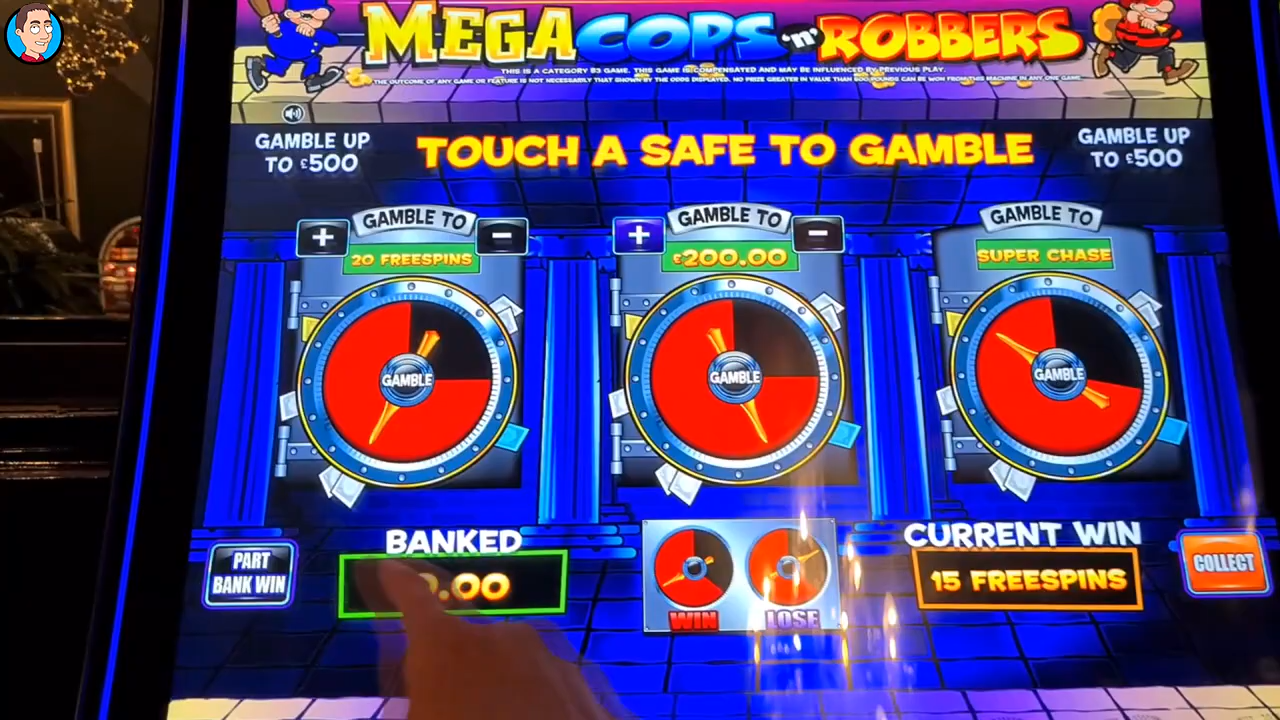 MEGA COPS 'n' ROBBERS
THIS IS A CATEGORY B3 GAME. THIS GAME IS COMPENSATED AND MAY BE INFLUENCED BY PREVIOUS PLAY.
THE OUTCOME OF ANY GAME OR FEATURE IS NOT NECESSARILY THAT SHOWN BY THE ODDS DISPLAYED. NO PRIZE GREATER IN VALUE THAN 500 POUNDS CAN BE WON FROM THIS MACHINE IN ANY ONE GAME.
GAMBLE UP
TO £500
TOUCH A SAFE TO GAMBLE
GAMBLE UP
TO £500
+
GAMBLE TO
-
20 FREESPINS
GAMBLE
+
GAMBLE TO
-
£200.00
GAMBLE
GAMBLE TO
SUPER CHASE
GAMBLE
PART
BANK WIN
BANKED
.00
WIN
LOSE
CURRENT WIN
15 FREESPINS
COLLECT